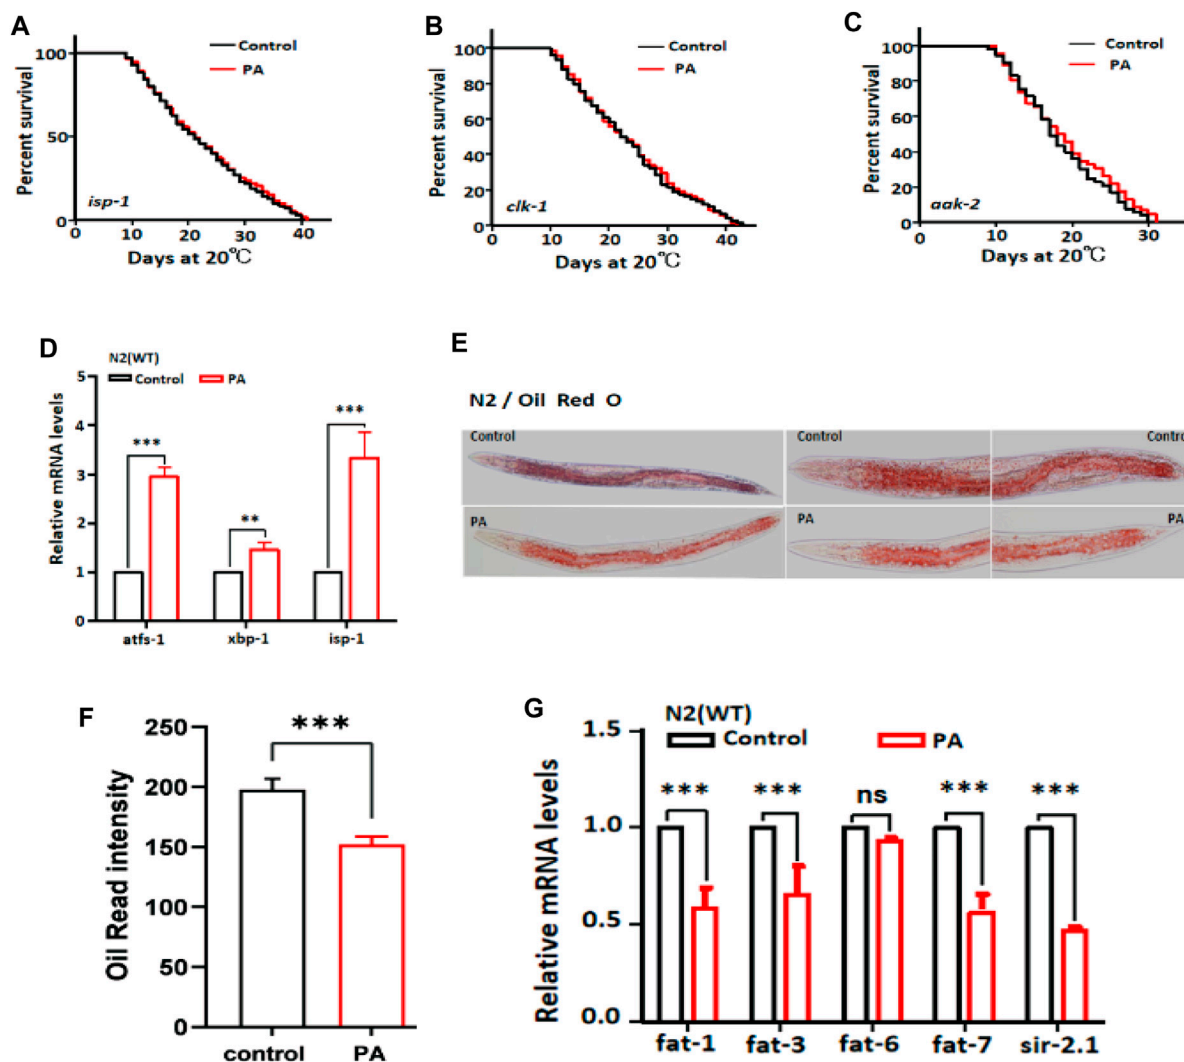 A
Control
PA
100
50
0
Percent survival
isp-1
0
10
20
30
40
Days at 20℃
B
Control
PA
100
80
60
40
20
0
Percent survival
clk-1
0
10
20
30
40
Days at 20℃
C
Control
PA
100
80
60
40
20
0
Percent survival
aak-2
0
10
20
30
Days at 20℃
D
N2(WT)
Control PA
5
4
3
2
1
0
Relative mRNA levels
***
**
***
atfs-1 xbp-1 isp-1
E
N2 / Oil Red O
Control
Control
Contro
PA
PA
PA
F
250
200
150
100
50
0
Oil Read intensity
***
control PA
G
N2(WT)
Control PA
1.5
1.0
0.5
0.0
Relative mRNA levels
*** *** ns *** ***
fat-1 fat-3 fat-6 fat-7 sir-2.1